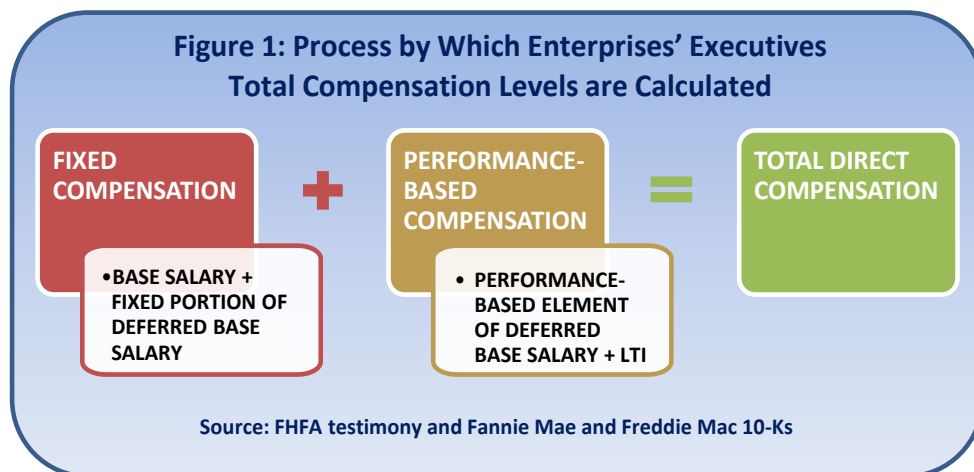 Figure 1: Process by Which Enterprises’ Executives
Total Compensation Levels are Calculated
FIXED
COMPENSATION
+
PERFORMANCE-
BASED
COMPENSATION
=
TOTAL DIRECT
COMPENSATION
•BASE SALARY +
FIXED PORTION OF
DEFERRED BASE
SALARY
• PERFORMANCE-
BASED ELEMENT
OF DEFERRED
BASE SALARY + LTI
Source: FHFA testimony and Fannie Mae and Freddie Mac 10-Ks